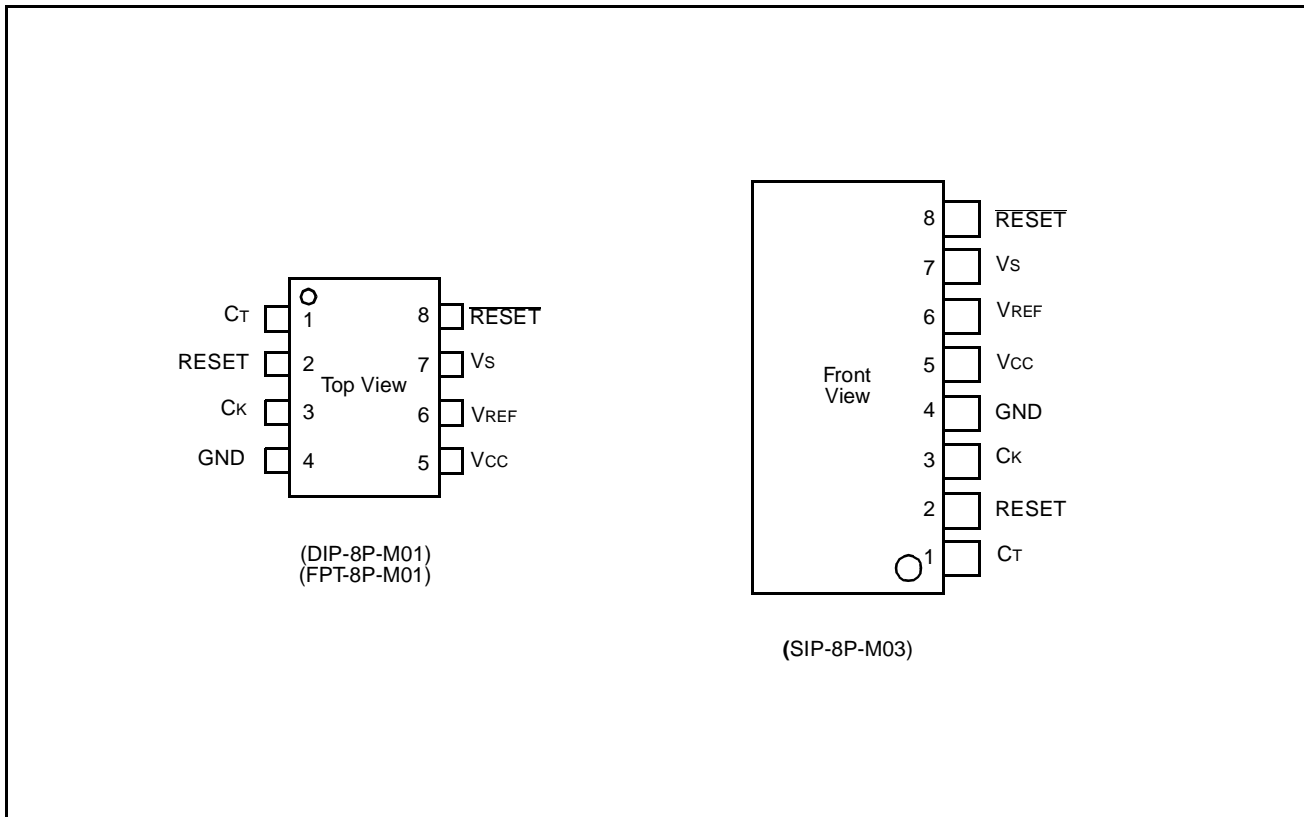 CT 1 8 RESET
RESET 2 7 VS
Top View
CK 3 6 VREF
GND 4 5 VCC
(DIP-8P-M01)
(FPT-8P-M01)
8 RESET
7 VS
6 VREF
5 VCC
Front
View
4 GND
3 CK
2 RESET
1 CT
(SIP-8P-M03)